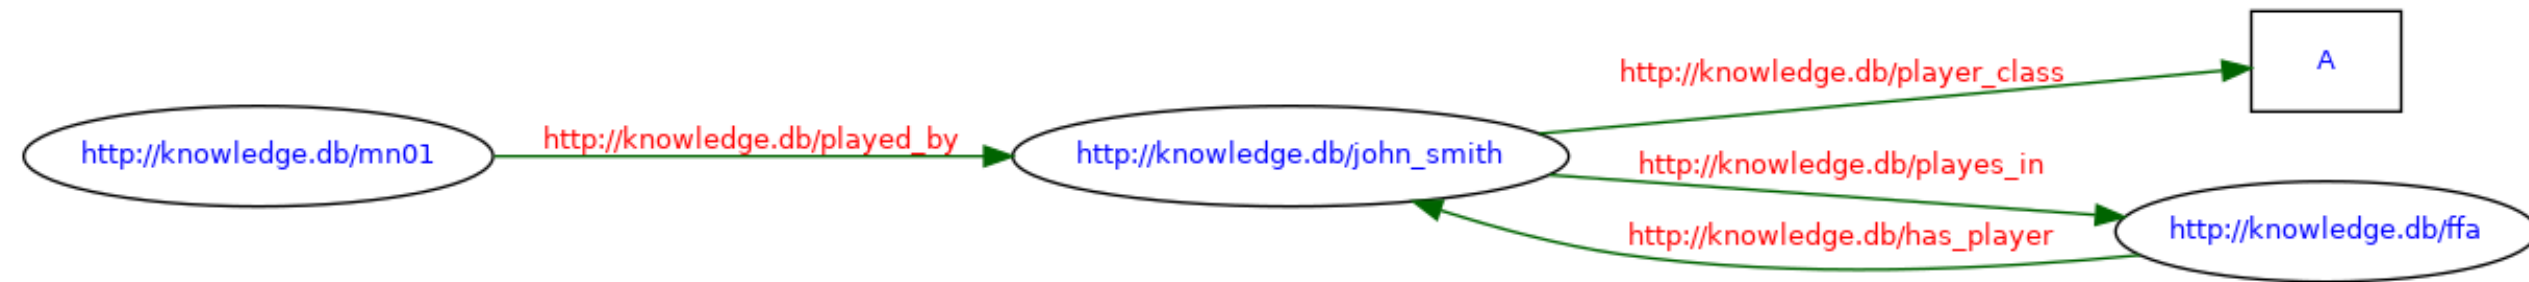 http://knowledge.db/mn01
http://knowledge.db/played_by
http://knowledge.db/john_smith
http://knowledge.db/player_class
A
http://knowledge.db/playes_in
http://knowledge.db/has_player
http://knowledge.db/ffa